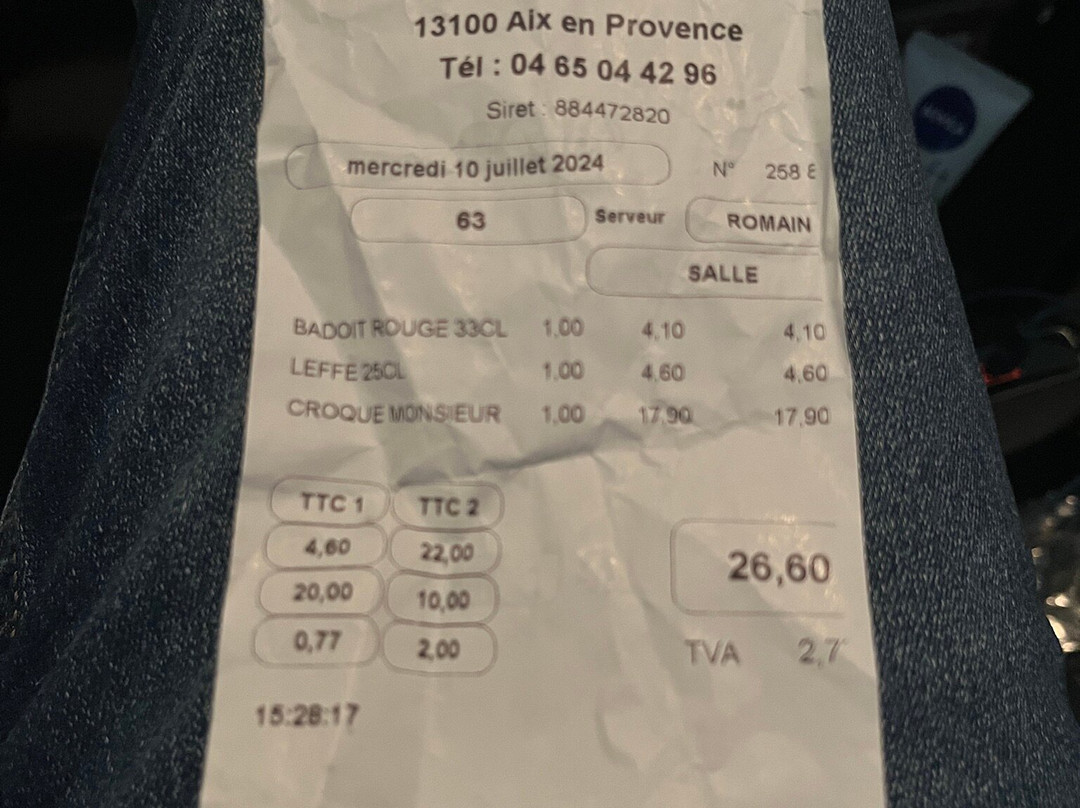 13100 Aix en Provence
Tél : 04 65 04 42 96
Siret : 884472820
mercredi 10 juillet 2024 N° 258
63 Serveur ROMAIN
SALLE
BADOIT ROUGE 33CL 1,00 4,10 4,10
LEFFE 25CL 1,00 4,60 4,60
CROQUE MONSIEUR 1,00 17,90 17,90
TTC 1 TTC 2
4,60 22,00
20,00 10,00
0,77 2,00
26,60
TVA 2,7
15:28:17
NIVEA